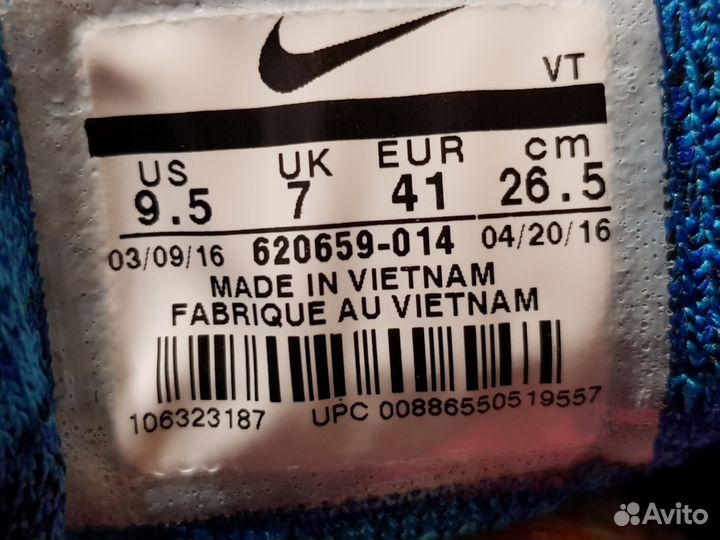 VT
US UK EUR cm
9.5 7 41 26.5
03/09/16 620659-014 04/20/16
MADE IN VIETNAM
FABRIQUE AU VIETNAM
106323187 UPC 00886550519557
Avito